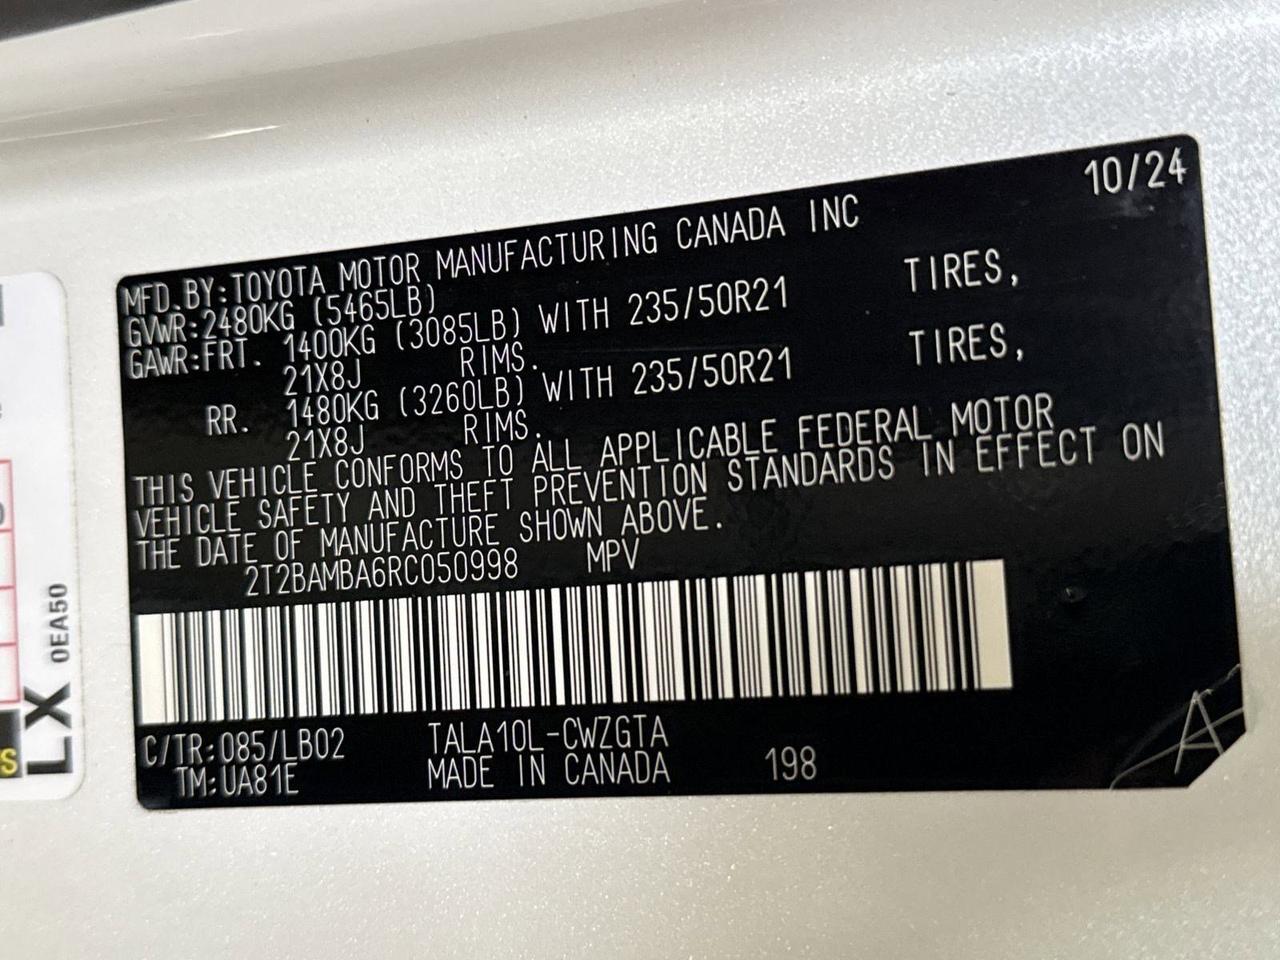 10/24
MFD.BY:TOYOTA MOTOR MANUFACTURING CANADA INC
GVWR:2480KG (5465LB)
GAWR:FRT. 1400KG (3085LB) WITH 235/50R21 TIRES,
21X8J RIMS.
RR. 1480KG (3260LB) WITH 235/50R21 TIRES,
21X8J RIMS.
THIS VEHICLE CONFORMS TO ALL APPLICABLE FEDERAL MOTOR
VEHICLE SAFETY AND THEFT PREVENTION STANDARDS IN EFFECT ON
THE DATE OF MANUFACTURE SHOWN ABOVE.
2T2BAMBA6RC050998 MPV
C/TR:085/LB02 TALA10L-CWZGTA
TM:UA81E MADE IN CANADA 198
A
LX 0EA50